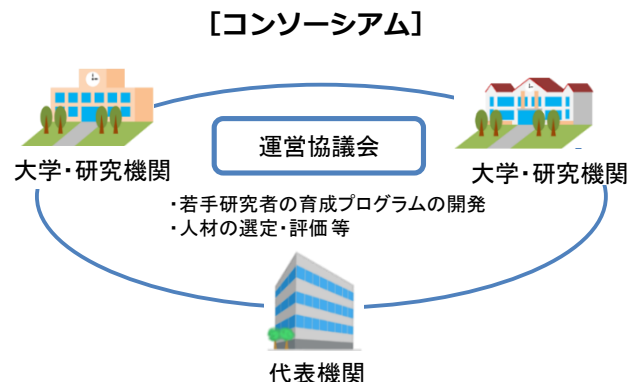 [コンソーシアム]
運営協議会
大学・研究機関
大学・研究機関
・若手研究者の育成プログラムの開発
・人材の選定・評価等
代表機関